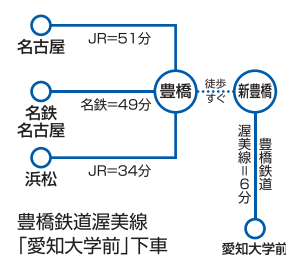 名古屋
JR=51分
名鉄
名古屋
名鉄=49分
浜松
JR=34分
豊橋
徒歩
すぐ
新豊橋
豊橋鉄道
渥美線=6分
愛知大学前
豊橋鉄道渥美線
「愛知大学前」下車